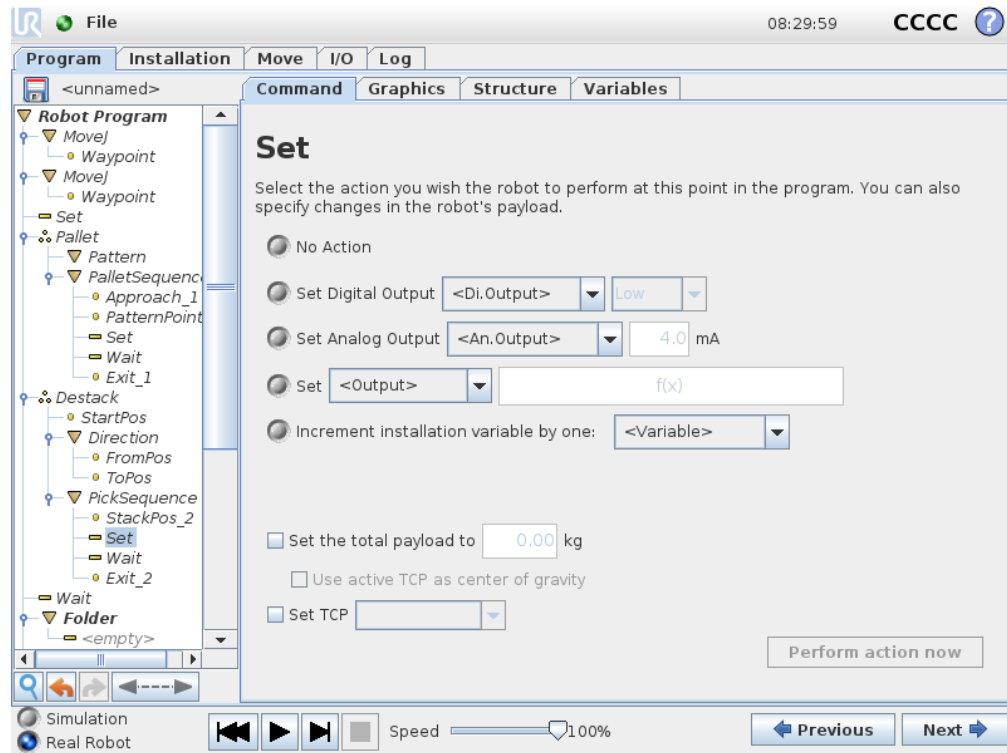 UR File 08:29:59 CCCC ?
Program Installation Move I/O Log
<unnamed>
Command Graphics Structure Variables
Robot Program
MoveJ
Waypoint
MoveJ
Waypoint
Set
Pallet
Pattern
PalletSequenc
Approach_1
PatternPoint
Set
Wait
Exit_1
Destack
StartPos
Direction
FromPos
ToPos
PickSequence
StackPos_2
Set
Wait
Exit_2
Wait
Folder
<empty>
Set
Select the action you wish the robot to perform at this point in the program. You can also
specify changes in the robot's payload.
No Action
Set Digital Output <Di.Output> Low
Set Analog Output <An.Output> 4.0 mA
Set <Output> f(x)
Increment installation variable by one: <Variable>
Set the total payload to 0.00 kg
Use active TCP as center of gravity
Set TCP
Perform action now
Simulation
Real Robot
Speed 100%
Previous Next